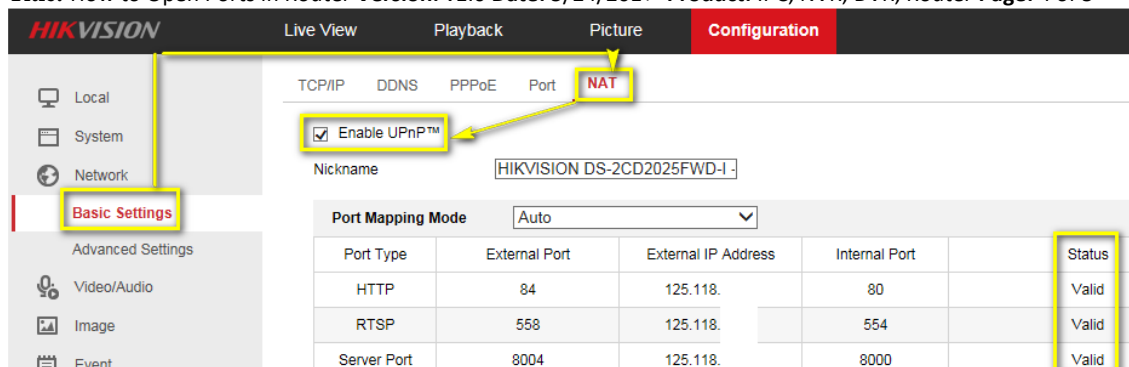 HIKVISION Live View Playback Picture Configuration
TCP/IP DDNS PPPoE Port NAT
Local
System
Network
Basic Settings
Advanced Settings
Video/Audio
Image
Event
Enable UPnP™
Nickname HIKVISION DS-2CD2025FWD-I -
Port Mapping Mode Auto
Port Type External Port External IP Address Internal Port Status
HTTP 84 125.118. 80 Valid
RTSP 558 125.118. 554 Valid
Server Port 8004 125.118. 8000 Valid